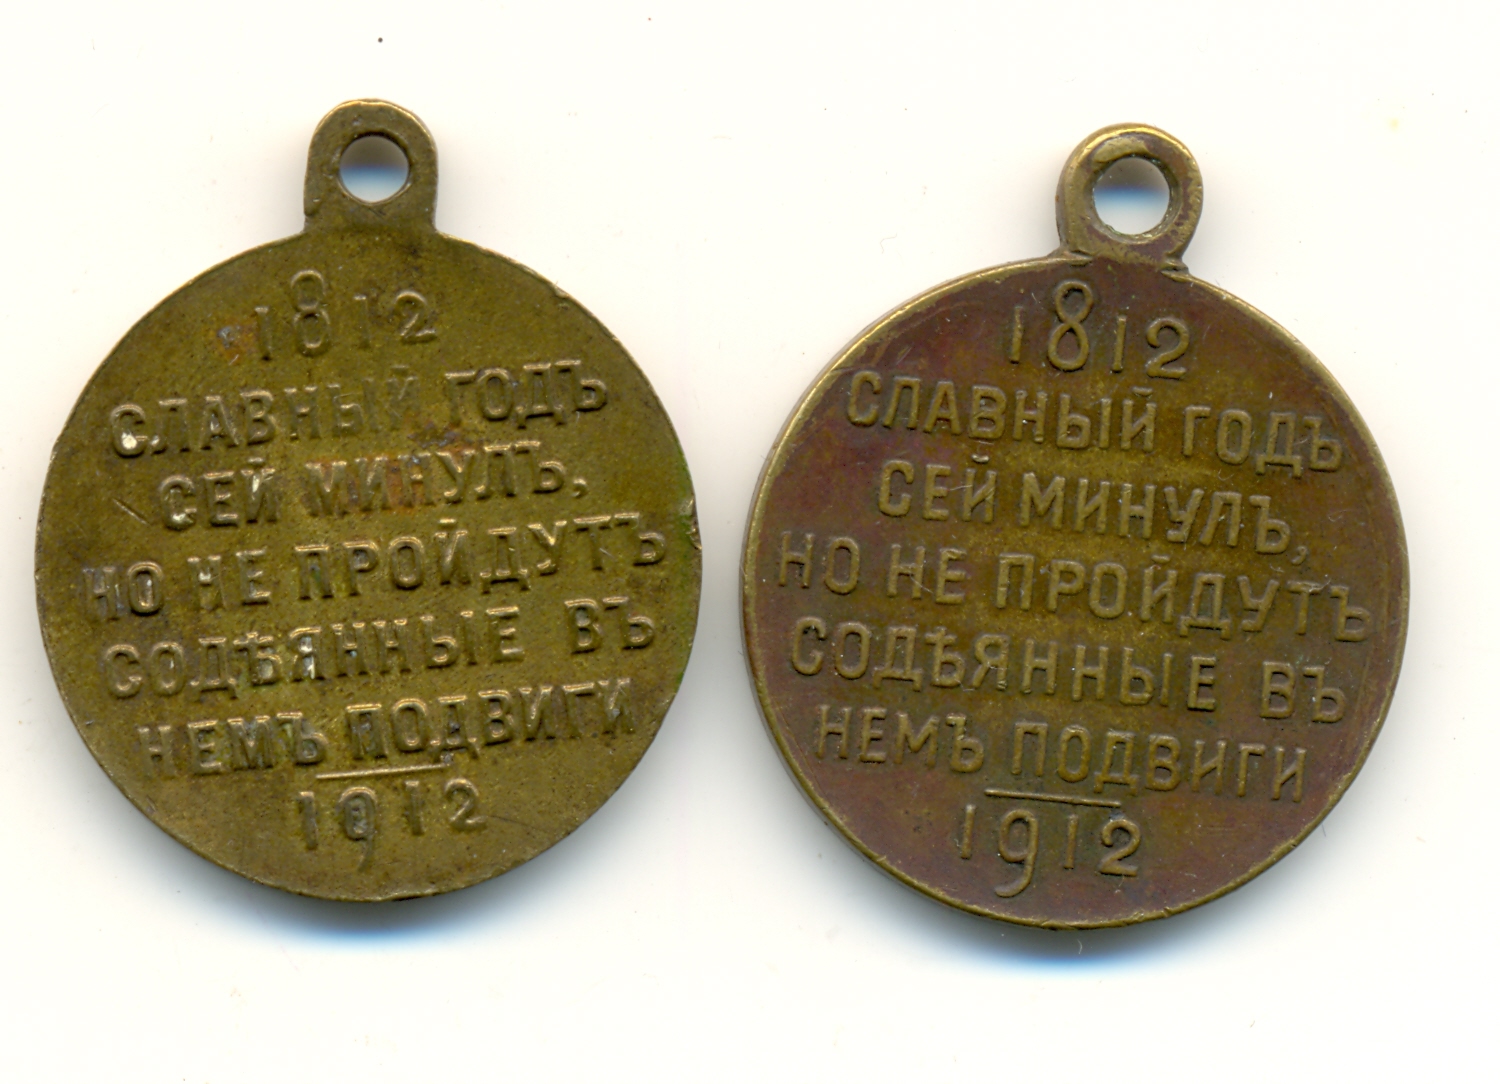 1812
СЛАВНЫЙ ГОДЪ
СЕЙ МИНУЛЪ,
НО НЕ ПРОЙДУТЪ
СОДѢЯННЫЕ ВЪ
НЕМЪ ПОДВИГИ
1912
1812
СЛАВНЫЙ ГОДЪ
СЕЙ МИНУЛЪ,
НО НЕ ПРОЙДУТЪ
СОДѢЯННЫЕ ВЪ
НЕМЪ ПОДВИГИ
1912